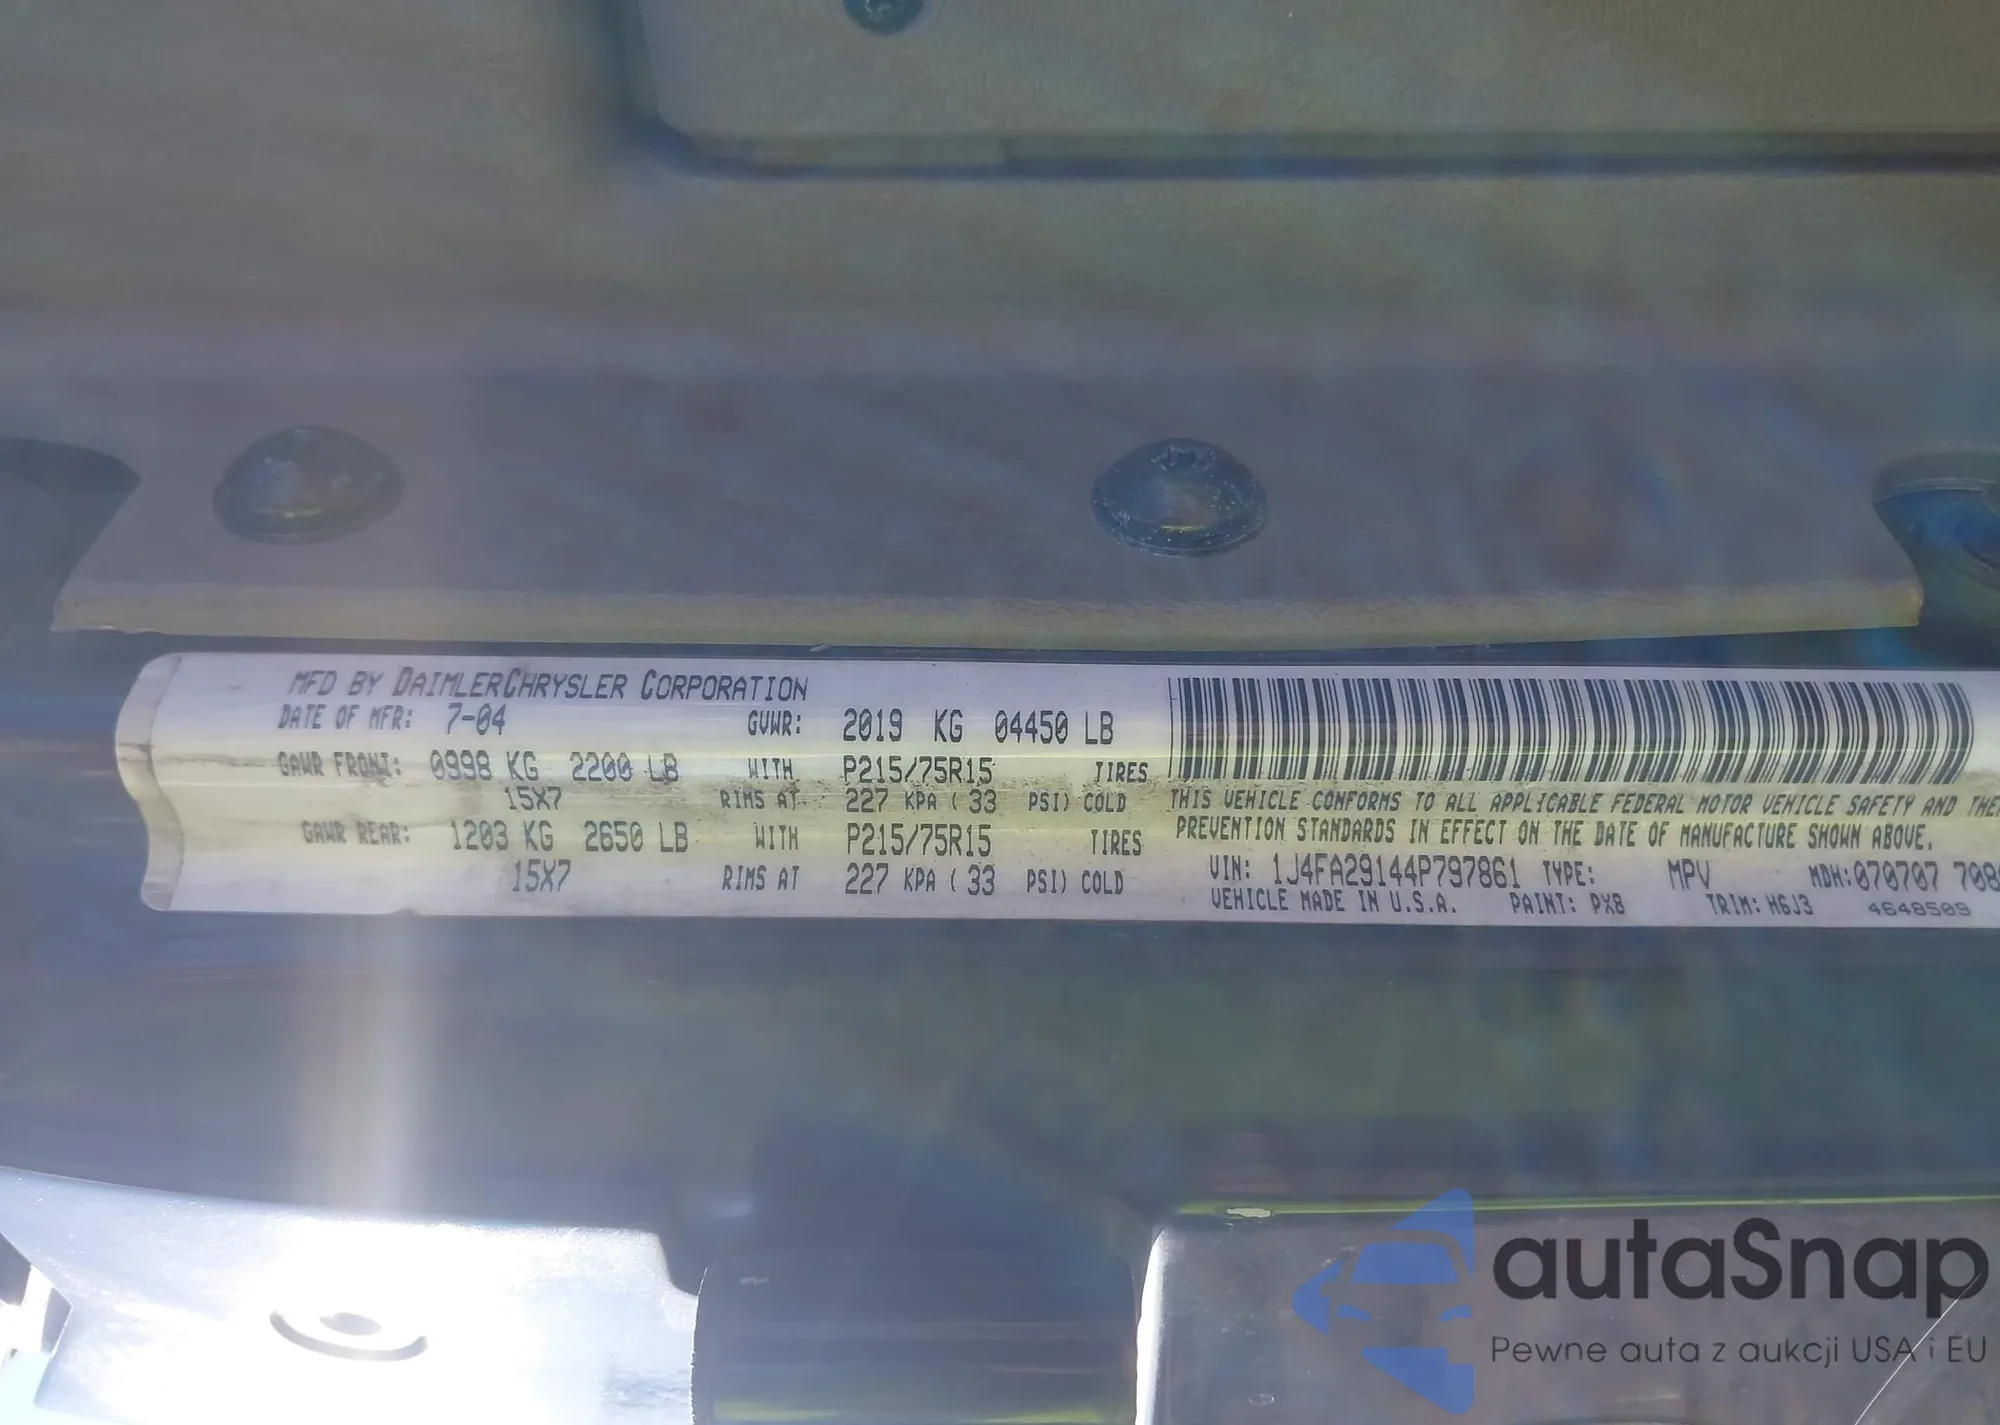 MFD BY DAIMLERCHRYSLER CORPORATION
DATE OF MFR: 7-04 GVWR: 2019 KG 04450 LB
GAWR FRONT: 0998 KG 2200 LB WITH P215/75R15 TIRES
15X7 RIMS AT 227 KPA ( 33 PSI) COLD
GAWR REAR: 1203 KG 2650 LB WITH P215/75R15 TIRES
15X7 RIMS AT 227 KPA ( 33 PSI) COLD
THIS VEHICLE CONFORMS TO ALL APPLICABLE FEDERAL MOTOR VEHICLE SAFETY AND
PREVENTION STANDARDS IN EFFECT ON THE DATE OF MANUFACTURE SHOWN ABOVE.
VIN: 1J4FA29144P797861 TYPE: MPV MDH:070707 708
VEHICLE MADE IN U.S.A. PAINT: PX8 TRIM: H6J3 4648509
autaSnap
Pewne auta z aukcji USA i EU